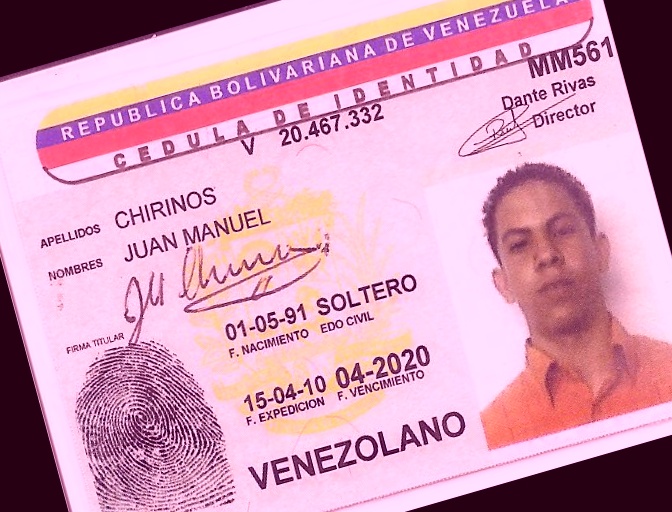 REPUBLICA BOLIVARIANA DE VENEZUELA
CEDULA DE IDENTIDAD
MM561
V 20.467.332
Dante Rivas
Director
APELLIDOS CHIRINOS
NOMBRES JUAN MANUEL
FIRMA TITULAR
01-05-91 SOLTERO
F. NACIMIENTO EDO CIVIL
15-04-10 04-2020
F. EXPEDICION F. VENCIMIENTO
VENEZOLANO